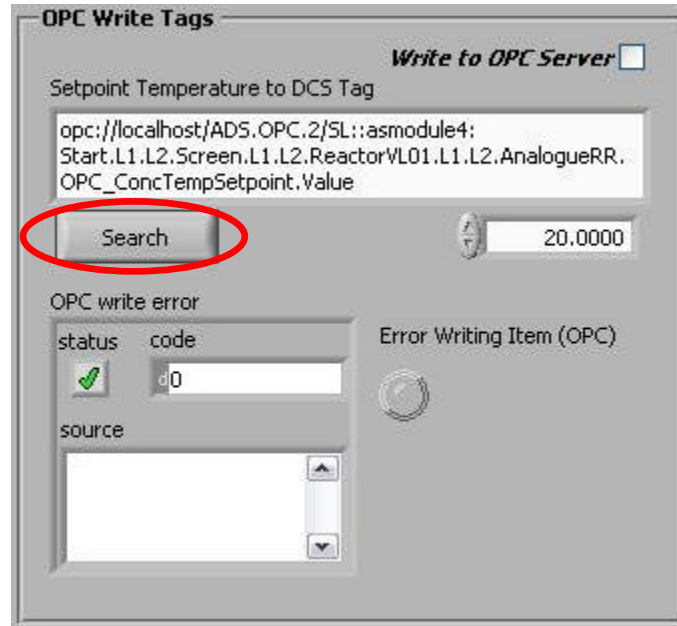 OPC Write Tags
Write to OPC Server
Setpoint Temperature to DCS Tag
opc://localhost/ADS.OPC.2/SL::asmodule4:
Start.L1.L2.Screen.L1.L2.ReactorVL01.L1.L2.AnalogueRR.
OPC_ConcTempSetpoint.Value
Search
20.0000
OPC write error
status code
Error Writing Item (OPC)
d0
source